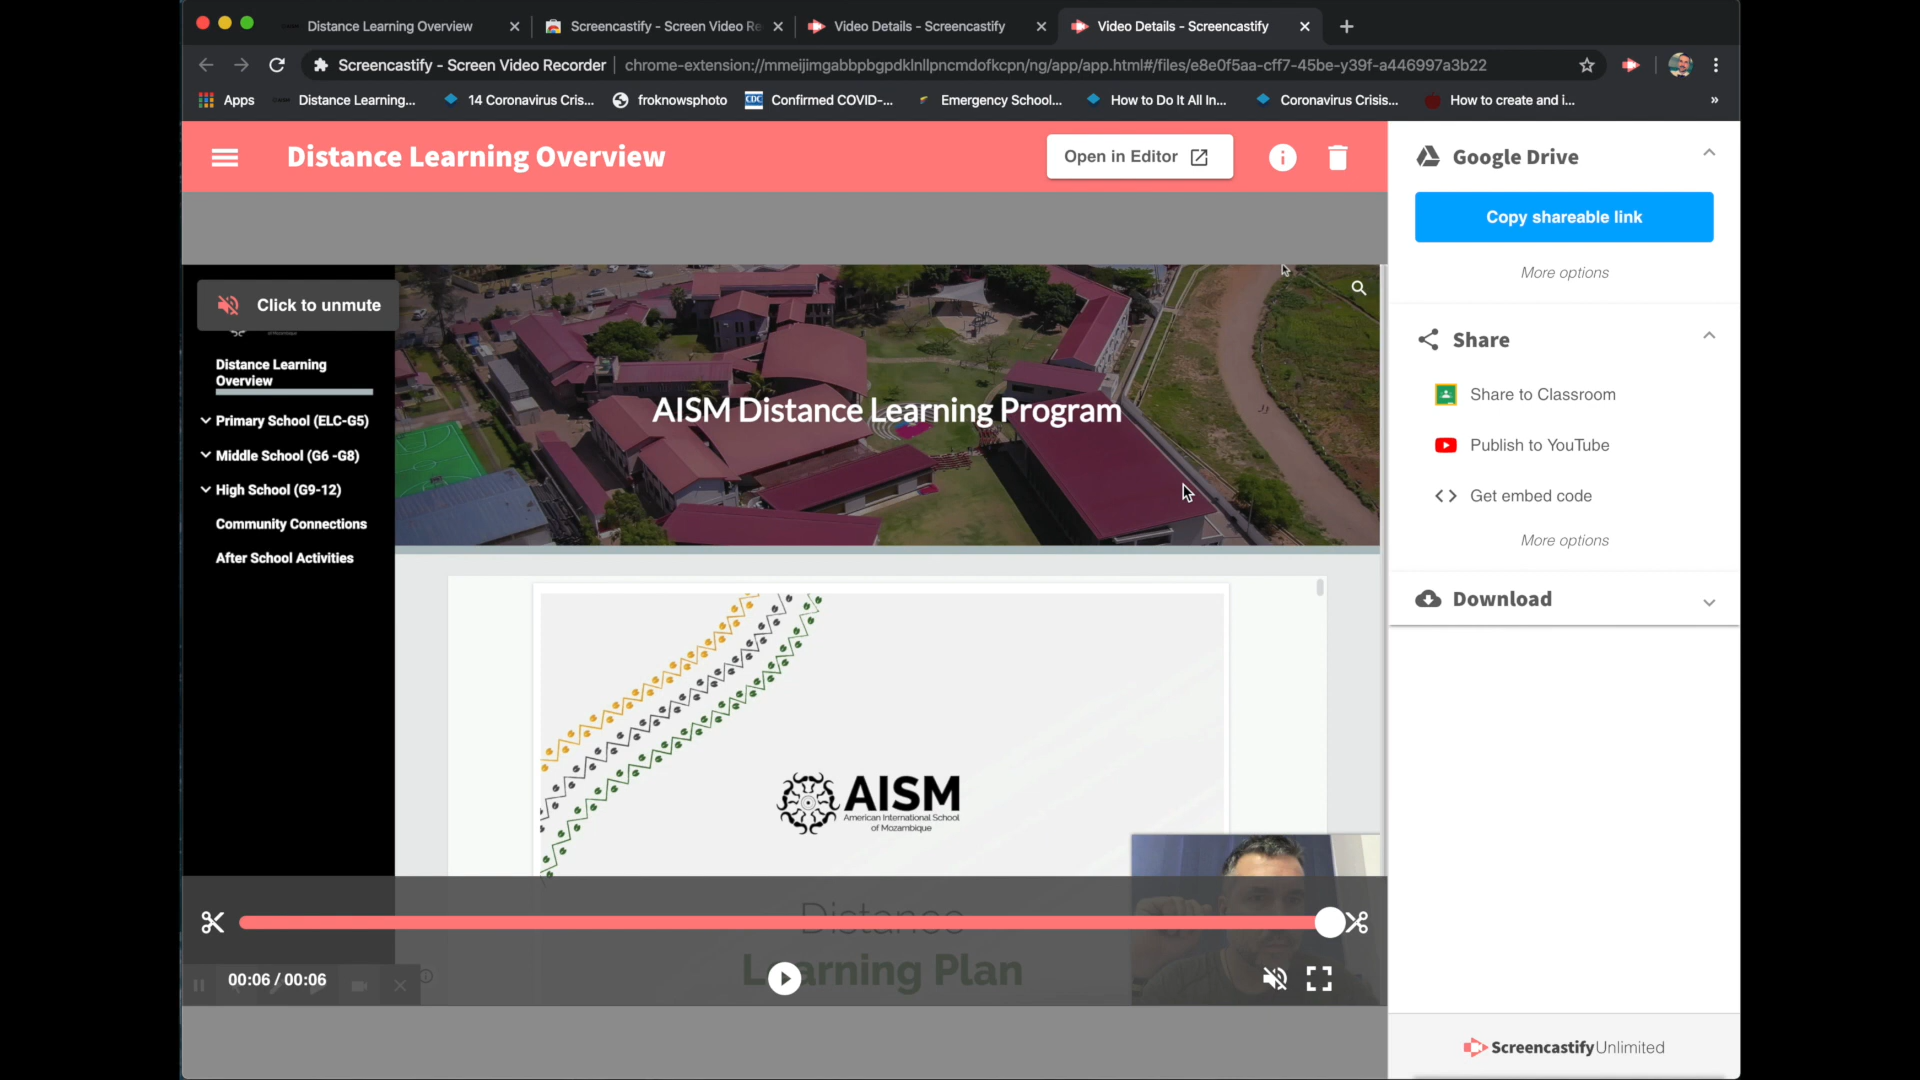 Distance Learning Overview
Screencastify - Screen Video Re
Video Details - Screencastify
Video Details - Screencastify
Screencastify - Screen Video Recorder
chrome-extension://mmeijimgabbpbgpdklnllpncmdofkcpn/ng/app/app.html#/files/e8e0f5aa-cff7-45be-y39f-a446997a3b22
Apps
Distance Learning...
14 Coronavirus Cris...
froknowsphoto
CDC
Confirmed COVID-...
Emergency School...
How to Do It All In...
Coronavirus Crisis...
How to create and i...
»
Distance Learning Overview
Open in Editor
Google Drive
Copy shareable link
More options
Share
Share to Classroom
Publish to YouTube
Get embed code
More options
Download
Click to unmute
Distance Learning
Overview
Primary School (ELC-G5)
Middle School (G6 -G8)
High School (G9-12)
Community Connections
After School Activities
AISM Distance Learning Program
AISM
American International School
of Mozambique
Distance
Learning Plan
00:06 / 00:06
Screencastify Unlimited